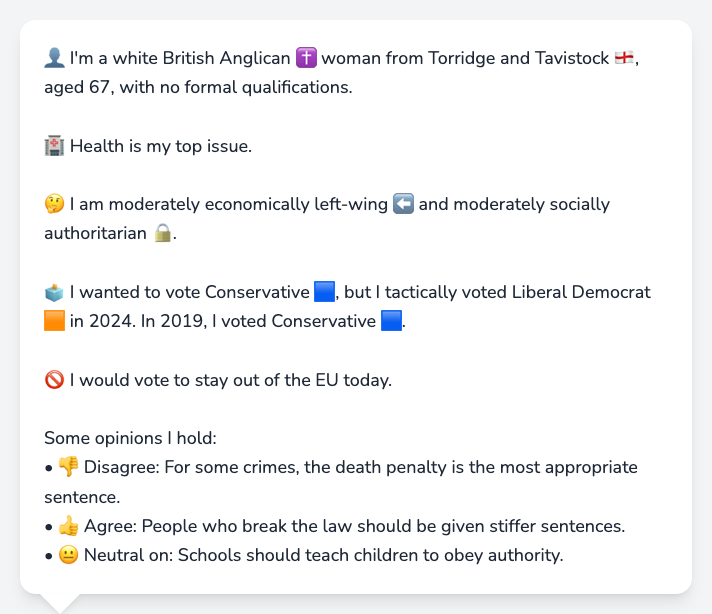 👤 I'm a white British Anglican ✝️ woman from Torridge and Tavistock 🏴󠁧󠁢󠁥󠁮󠁧󠁿,
aged 67, with no formal qualifications.
🏥 Health is my top issue.
🤔 I am moderately economically left-wing ⬅️ and moderately socially
authoritarian 🔒.
🗳️ I wanted to vote Conservative 🟦, but I tactically voted Liberal Democrat
🟧 in 2024. In 2019, I voted Conservative 🟦.
🚫 I would vote to stay out of the EU today.
Some opinions I hold:
• 👎 Disagree: For some crimes, the death penalty is the most appropriate
sentence.
• 👍 Agree: People who break the law should be given stiffer sentences.
• 😐 Neutral on: Schools should teach children to obey authority.